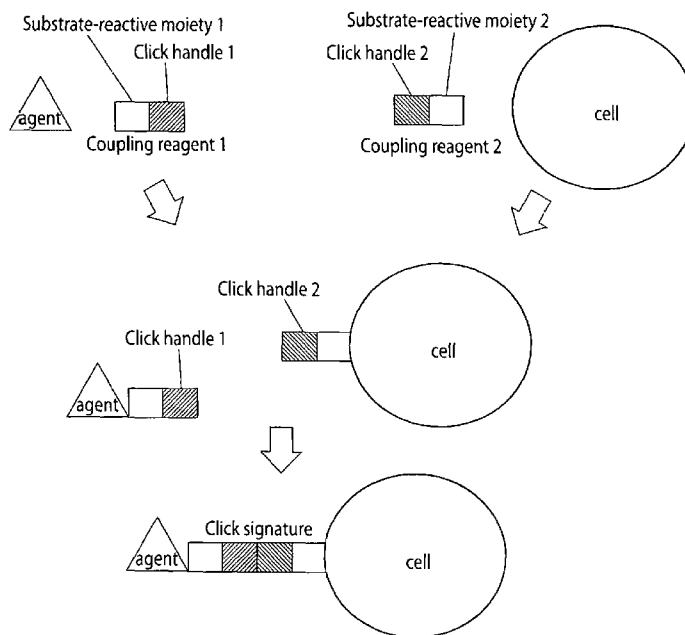 Substrate-reactive moiety 1
Click handle 1
agent
Coupling reagent 1
Substrate-reactive moiety 2
Click handle 2
Coupling reagent 2
cell
Click handle 2
Click handle 1
agent
cell
Click signature
agent
cell